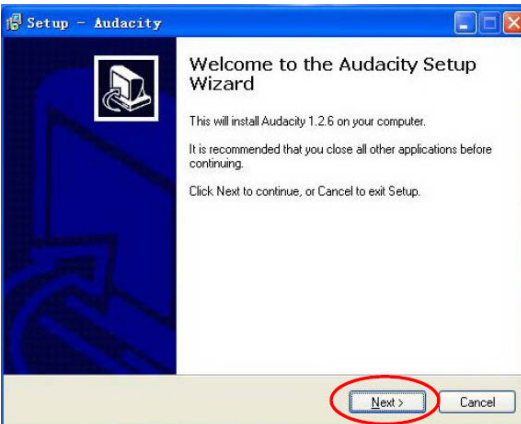 Setup - Audacity
Welcome to the Audacity Setup
Wizard
This will install Audacity 1.2.6 on your computer.
It is recommended that you close all other applications before
continuing.
Click Next to continue, or Cancel to exit Setup.
Next >
Cancel